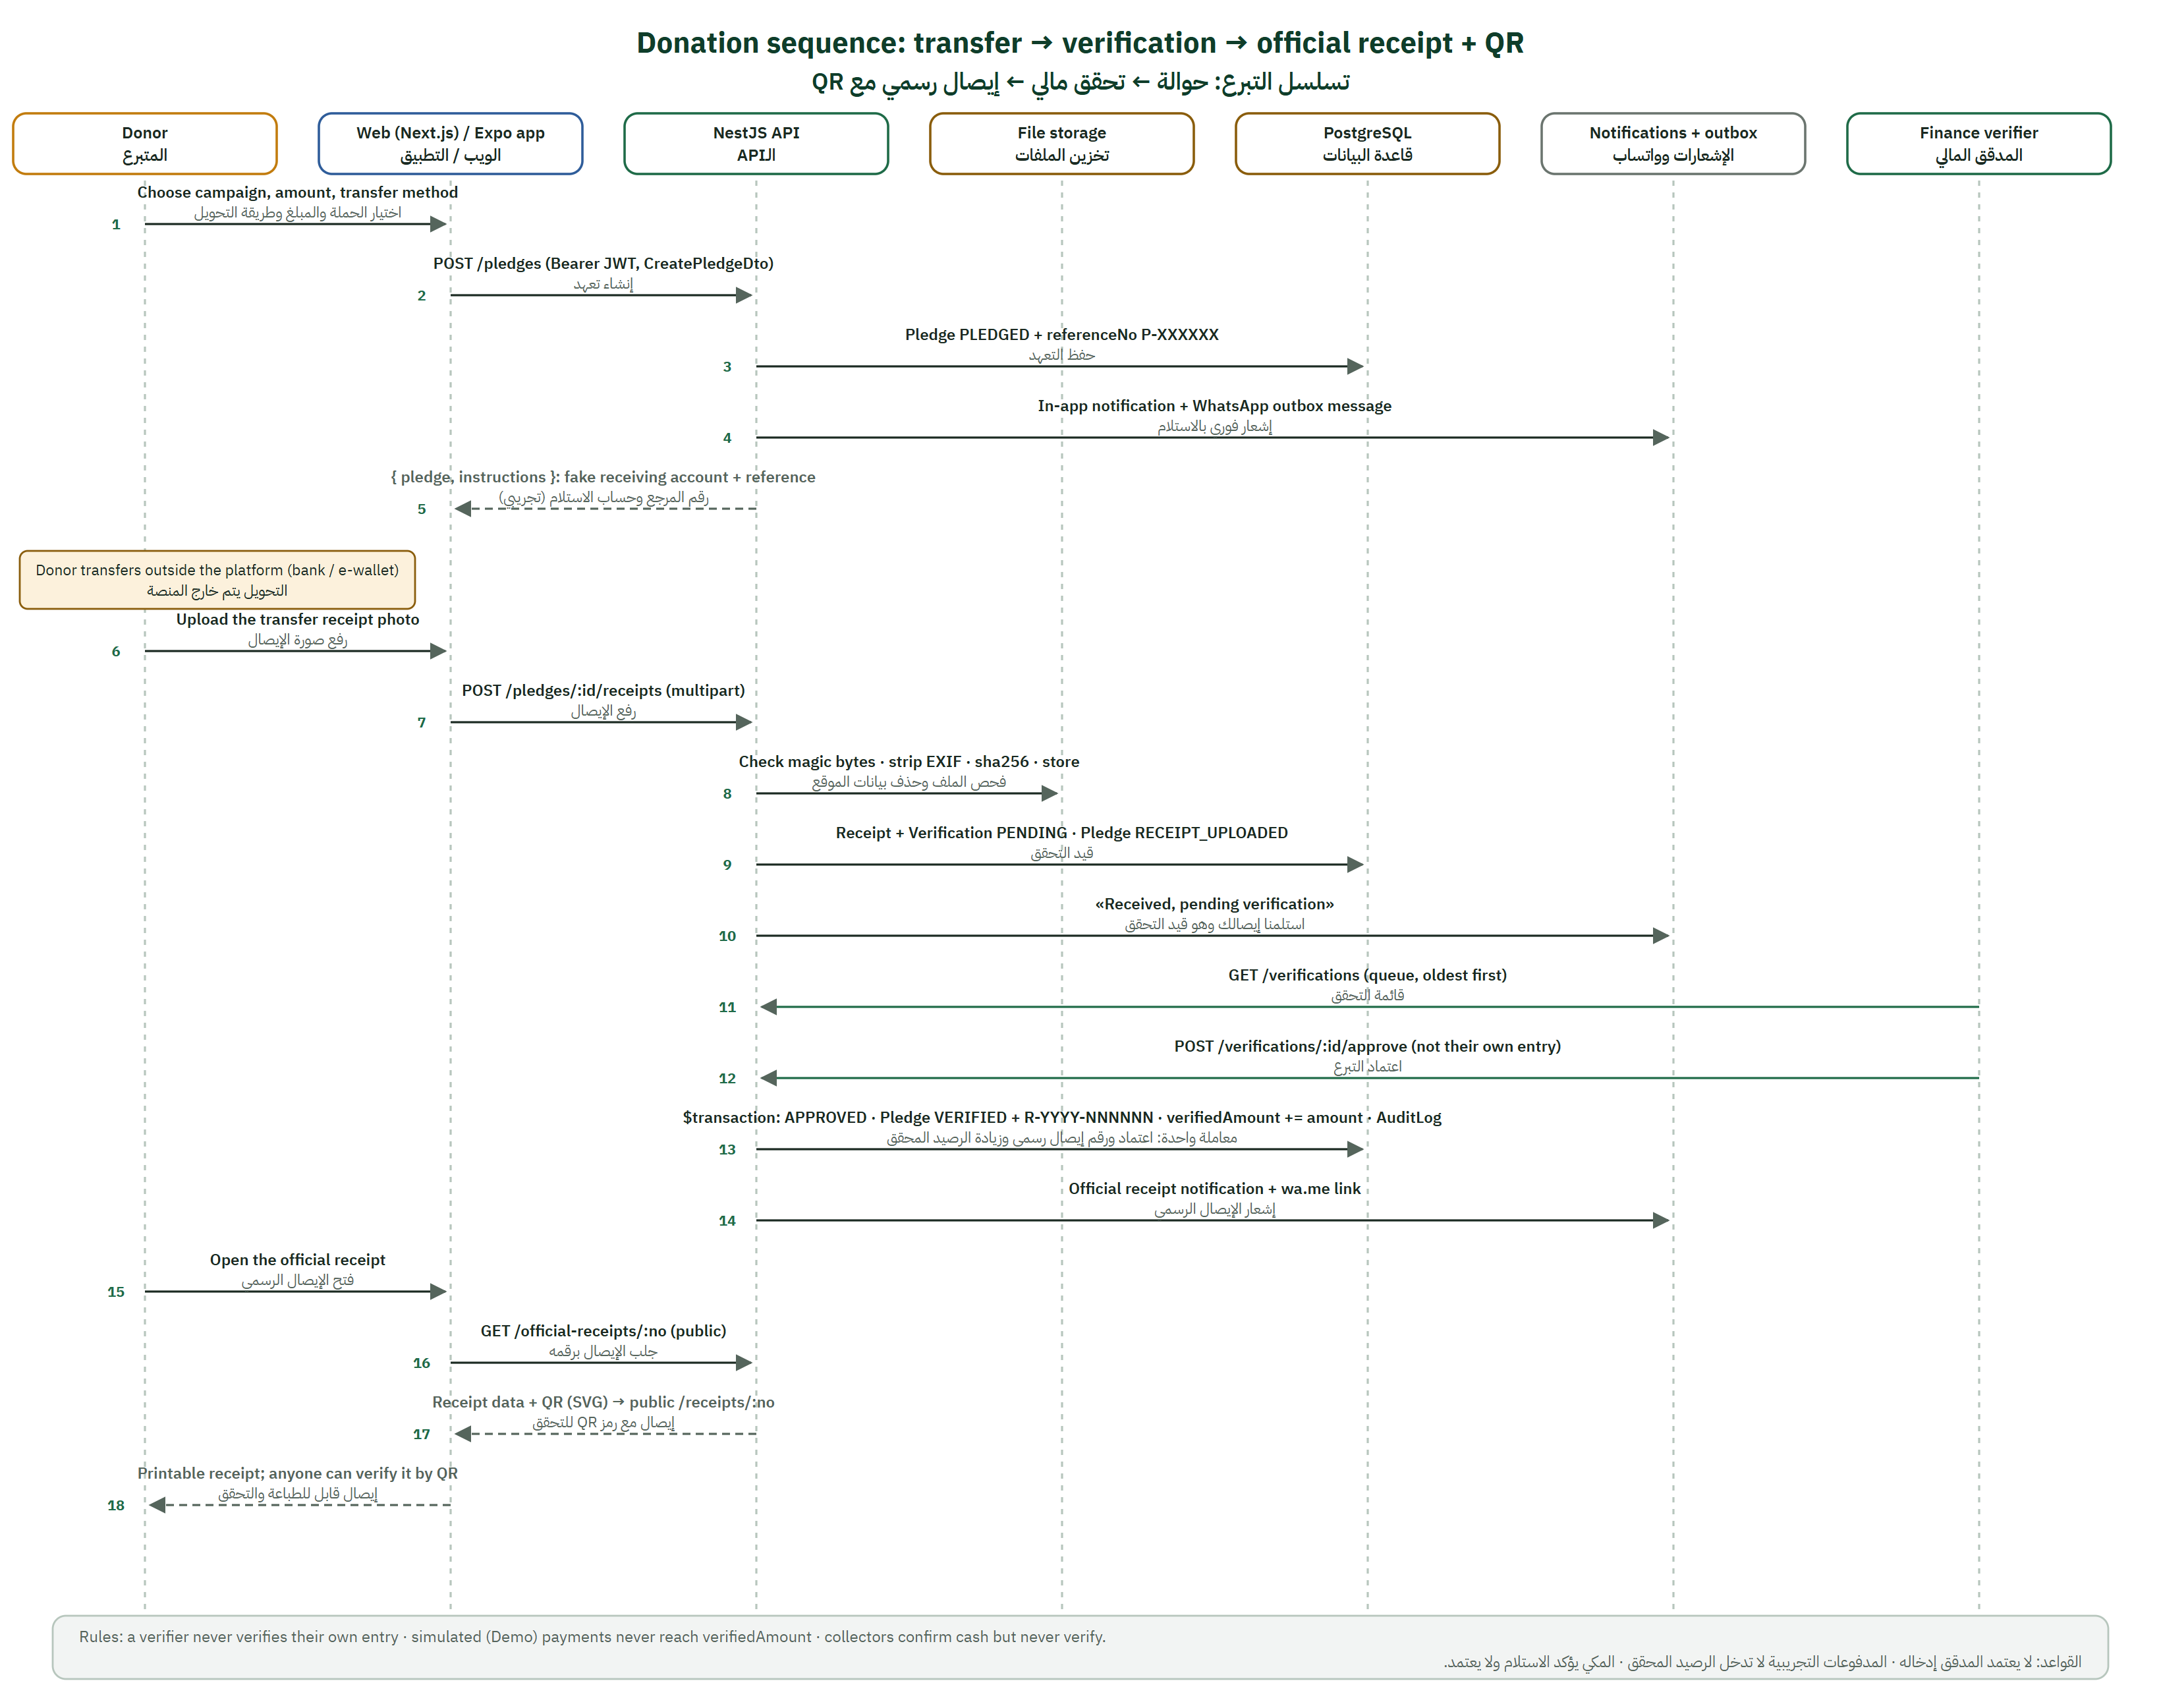 Donation sequence: transfer → verification → official receipt + QR
تسلسل التبرع: حوالة ← تحقق مالي ← إيصال رسمي مع QR
Donor
المتبرع
Web (Next.js) / Expo app
الويب / التطبيق
NestJS API
الـAPI
File storage
تخزين الملفات
PostgreSQL
قاعدة البيانات
Notifications + outbox
الإشعارات وواتساب
Finance verifier
المدقق المالي
Choose campaign, amount, transfer method
اختيار الحملة والمبلغ وطريقة التحويل
1
POST /pledges (Bearer JWT, CreatePledgeDto)
إنشاء تعهد
2
Pledge PLEDGED + referenceNo P-XXXXXX
حفظ التعهد
3
In-app notification + WhatsApp outbox message
إشعار فوري بالاستلام
4
{ pledge, instructions }: fake receiving account + reference
رقم المرجع وحساب الاستلام (تجريبي)
5
Donor transfers outside the platform (bank / e-wallet)
التحويل يتم خارج المنصة
Upload the transfer receipt photo
رفع صورة الإيصال
6
POST /pledges/:id/receipts (multipart)
رفع الإيصال
7
Check magic bytes · strip EXIF · sha256 · store
فحص الملف وحذف بيانات الموقع
8
Receipt + Verification PENDING · Pledge RECEIPT_UPLOADED
قيد التحقق
9
«Received, pending verification»
استلمنا إيصالك وهو قيد التحقق
10
GET /verifications (queue, oldest first)
قائمة التحقق
11
POST /verifications/:id/approve (not their own entry)
اعتماد التبرع
12
$transaction: APPROVED · Pledge VERIFIED + R-YYYY-NNNNNN · verifiedAmount += amount · AuditLog
معاملة واحدة: اعتماد ورقم إيصال رسمي وزيادة الرصيد المحقق
13
Official receipt notification + wa.me link
إشعار الإيصال الرسمي
14
Open the official receipt
فتح الإيصال الرسمي
15
GET /official-receipts/:no (public)
جلب الإيصال برقمه
16
Receipt data + QR (SVG) → public /receipts/:no
إيصال مع رمز QR للتحقق
17
Printable receipt; anyone can verify it by QR
إيصال قابل للطباعة والتحقق
18
Rules: a verifier never verifies their own entry · simulated (Demo) payments never reach verifiedAmount · collectors confirm cash but never verify.
القواعد: لا يعتمد المدقق إدخاله · المدفوعات التجريبية لا تدخل الرصيد المحقق · المكي يؤكد الاستلام ولا يعتمد.